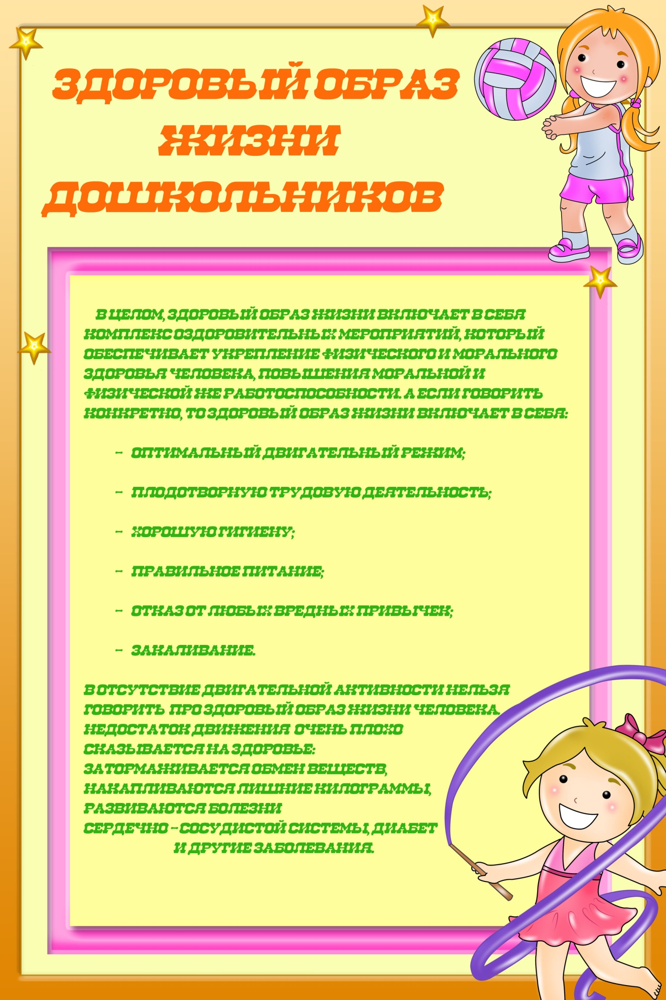 ЗДОРОВЫЙ ОБРАЗ
ЖИЗНИ
ДОШКОЛЬНИКОВ
В ЦЕЛОМ, ЗДОРОВЫЙ ОБРАЗ ЖИЗНИ ВКЛЮЧАЕТ В СЕБЯ
КОМПЛЕКС ОЗДОРОВИТЕЛЬНЫХ МЕРОПРИЯТИЙ, КОТОРЫЙ
ОБЕСПЕЧИВАЕТ УКРЕПЛЕНИЕ ФИЗИЧЕСКОГО И МОРАЛЬНОГО
ЗДОРОВЬЯ ЧЕЛОВЕКА, ПОВЫШЕНИЯ МОРАЛЬНОЙ И
ФИЗИЧЕСКОЙ ЖЕ РАБОТОСПОСОБНОСТИ. А ЕСЛИ ГОВОРИТЬ
КОНКРЕТНО, ТО ЗДОРОВЫЙ ОБРАЗ ЖИЗНИ ВКЛЮЧАЕТ В СЕБЯ:
- ОПТИМАЛЬНЫЙ ДВИГАТЕЛЬНЫЙ РЕЖИМ;
- ПЛОДОТВОРНУЮ ТРУДОВУЮ ДЕЯТЕЛЬНОСТЬ;
- ХОРОШУЮ ГИГИЕНУ;
- ПРАВИЛЬНОЕ ПИТАНИЕ;
- ОТКАЗ ОТ ЛЮБЫХ ВРЕДНЫХ ПРИВЫЧЕК;
- ЗАКАЛИВАНИЕ.
В ОТСУТСТВИЕ ДВИГАТЕЛЬНОЙ АКТИВНОСТИ НЕЛЬЗЯ
ГОВОРИТЬ ПРО ЗДОРОВЫЙ ОБРАЗ ЖИЗНИ ЧЕЛОВЕКА.
НЕДОСТАТОК ДВИЖЕНИЯ ОЧЕНЬ ПЛОХО
СКАЗЫВАЕТСЯ НА ЗДОРОВЬЕ:
ЗАТОРМАЖИВАЕТСЯ ОБМЕН ВЕЩЕСТВ,
НАКАПЛИВАЮТСЯ ЛИШНИЕ КИЛОГРАММЫ,
РАЗВИВАЮТСЯ БОЛЕЗНИ
СЕРДЕЧНО - СОСУДИСТОЙ СИСТЕМЫ, ДИАБЕТ
И ДРУГИЕ ЗАБОЛЕВАНИЯ.